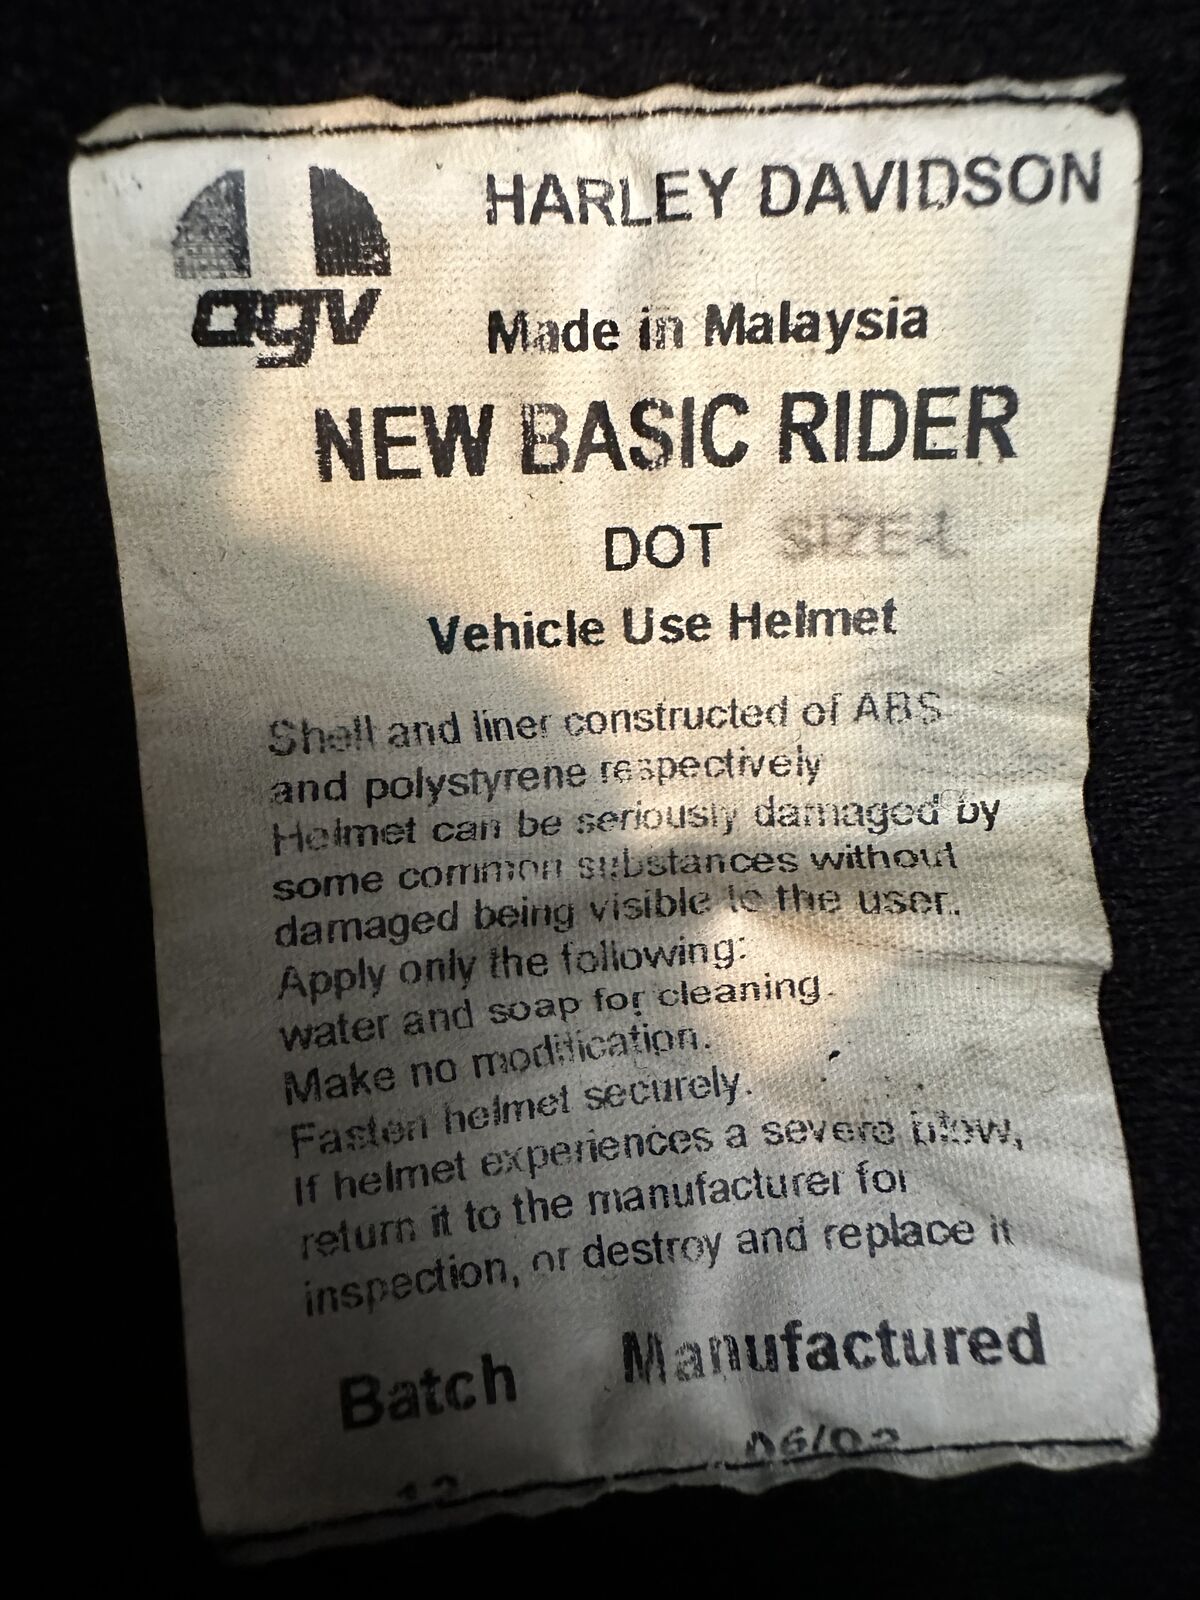 agv
HARLEY DAVIDSON
Made in Malaysia
NEW BASIC RIDER
DOT SIZE L
Vehicle Use Helmet
Shell and liner constructed of ABS
and polystyrene respectively
Helmet can be seriously damaged by
some common substances without
damaged being visible to the user.
Apply only the following:
water and soap for cleaning.
Make no modification.
Fasten helmet securely.
If helmet experiences a severe blow,
return it to the manufacturer for
inspection, or destroy and replace it
Batch Manufactured